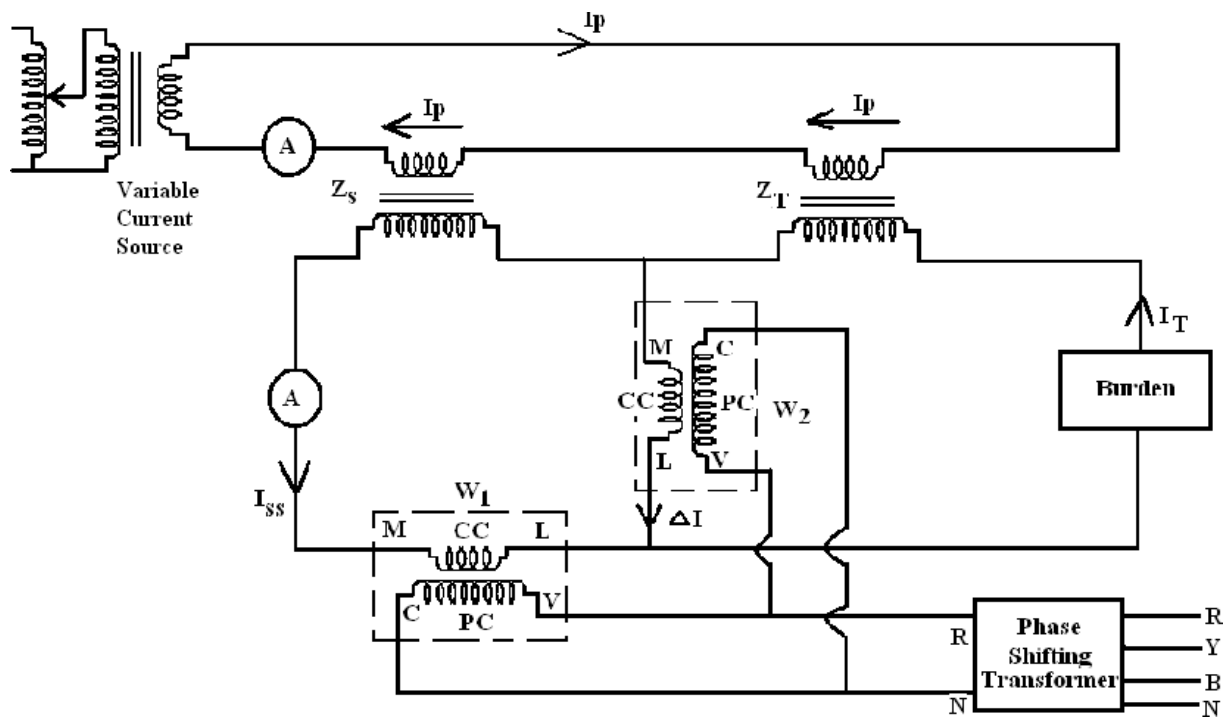 Ip
Ip
Ip
A
Variable
Current
Source
Zs
ZT
M
C
CC
PC
W2
L
V
ΔI
IT
Burden
A
ISS
W1
M
CC
L
C
PC
V
R
N
Phase
Shifting
Transformer
R
Y
B
N